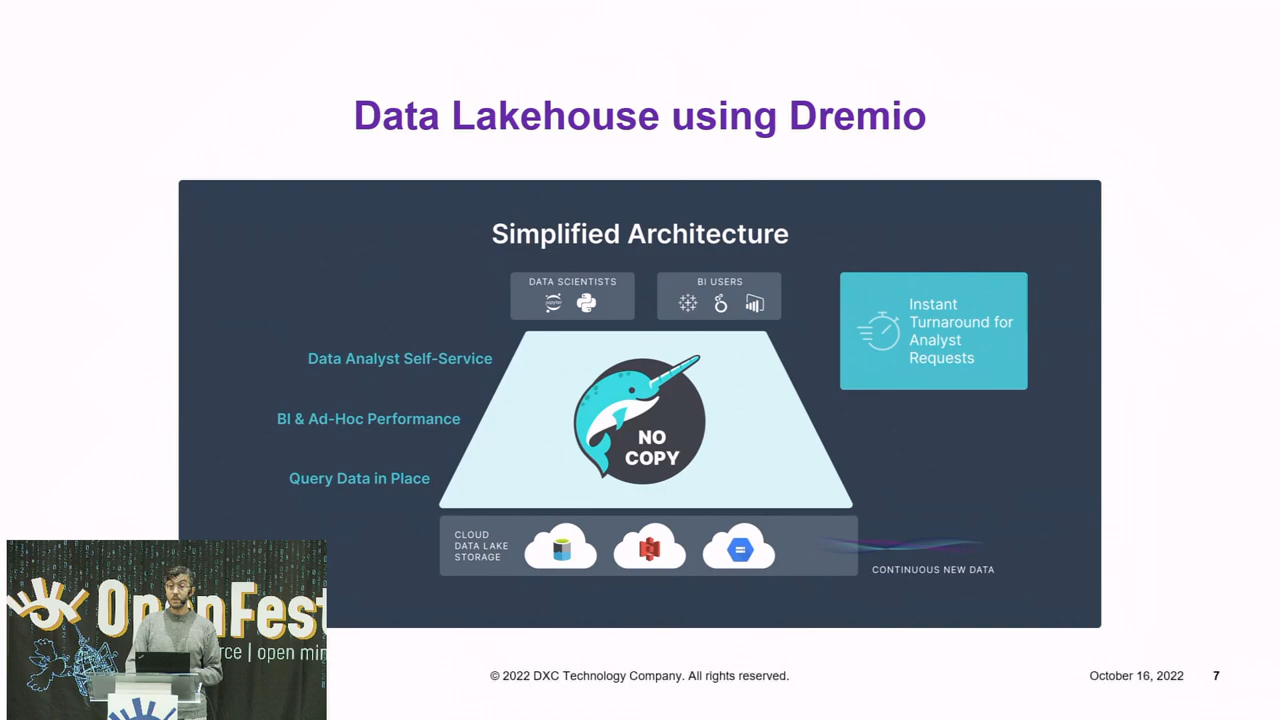 Data Lakehouse using Dremio
Simplified Architecture
DATA SCIENTISTS
jupyter
BI USERS
Instant
Turnaround for
Analyst
Requests
Data Analyst Self-Service
BI & Ad-Hoc Performance
Query Data in Place
NO
COPY
CLOUD
DATA LAKE
STORAGE
CONTINUOUS NEW DATA
OpenFest
rce | open min
© 2022 DXC Technology Company. All rights reserved.
October 16, 2022
7